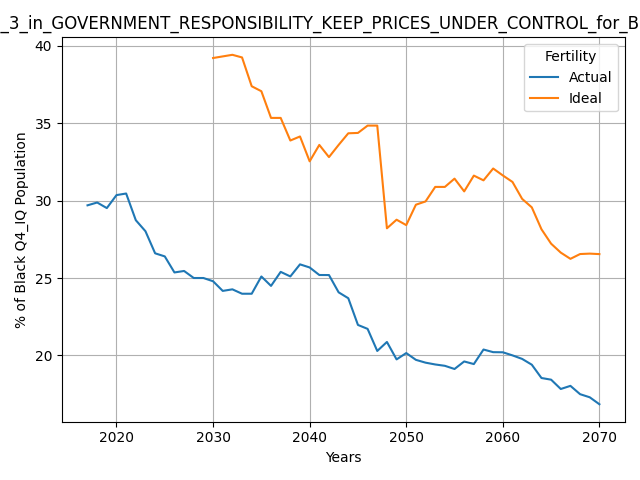 _3_in_GOVERNMENT_RESPONSIBILITY_KEEP_PRICES_UNDER_CONTROL_for_B
Fertility
Actual
Ideal
% of Black Q4_IQ Population
40
35
30
25
20
2020
2030
2040
2050
2060
2070
Years